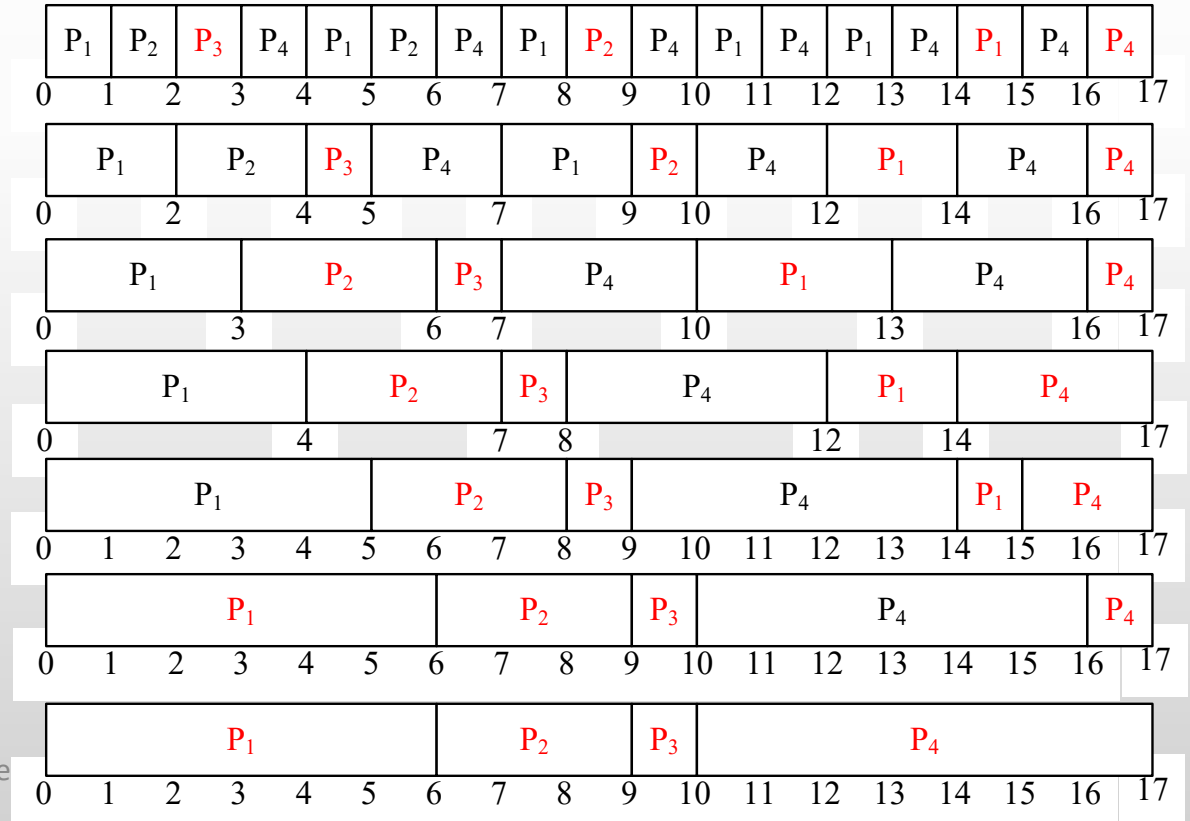 P₁ P₂ P₃ P₄ P₁ P₂ P₄ P₁ P₂ P₄ P₁ P₄ P₁ P₄ P₁ P₄ P₄
0 1 2 3 4 5 6 7 8 9 10 11 12 13 14 15 16 17
P₁ P₂ P₃ P₄ P₁ P₂ P₄ P₁ P₄ P₄
0 2 4 5 7 9 10 12 14 16 17
P₁ P₂ P₃ P₄ P₁ P₄ P₄
0 3 6 7 10 13 16 17
P₁ P₂ P₃ P₄ P₁ P₄
0 4 7 8 12 14 17
P₁ P₂ P₃ P₄ P₁ P₄
0 1 2 3 4 5 6 7 8 9 10 11 12 13 14 15 16 17
P₁ P₂ P₃ P₄ P₄
0 1 2 3 4 5 6 7 8 9 10 11 12 13 14 15 16 17
P₁ P₂ P₃ P₄
e
0 1 2 3 4 5 6 7 8 9 10 11 12 13 14 15 16 17